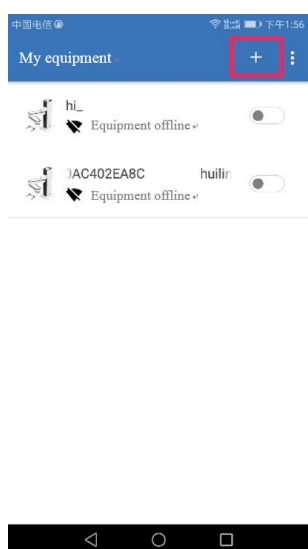 中国电信 下午1:56
My equipment
hi_
Equipment offline
AC402EA8C huilin
Equipment offline